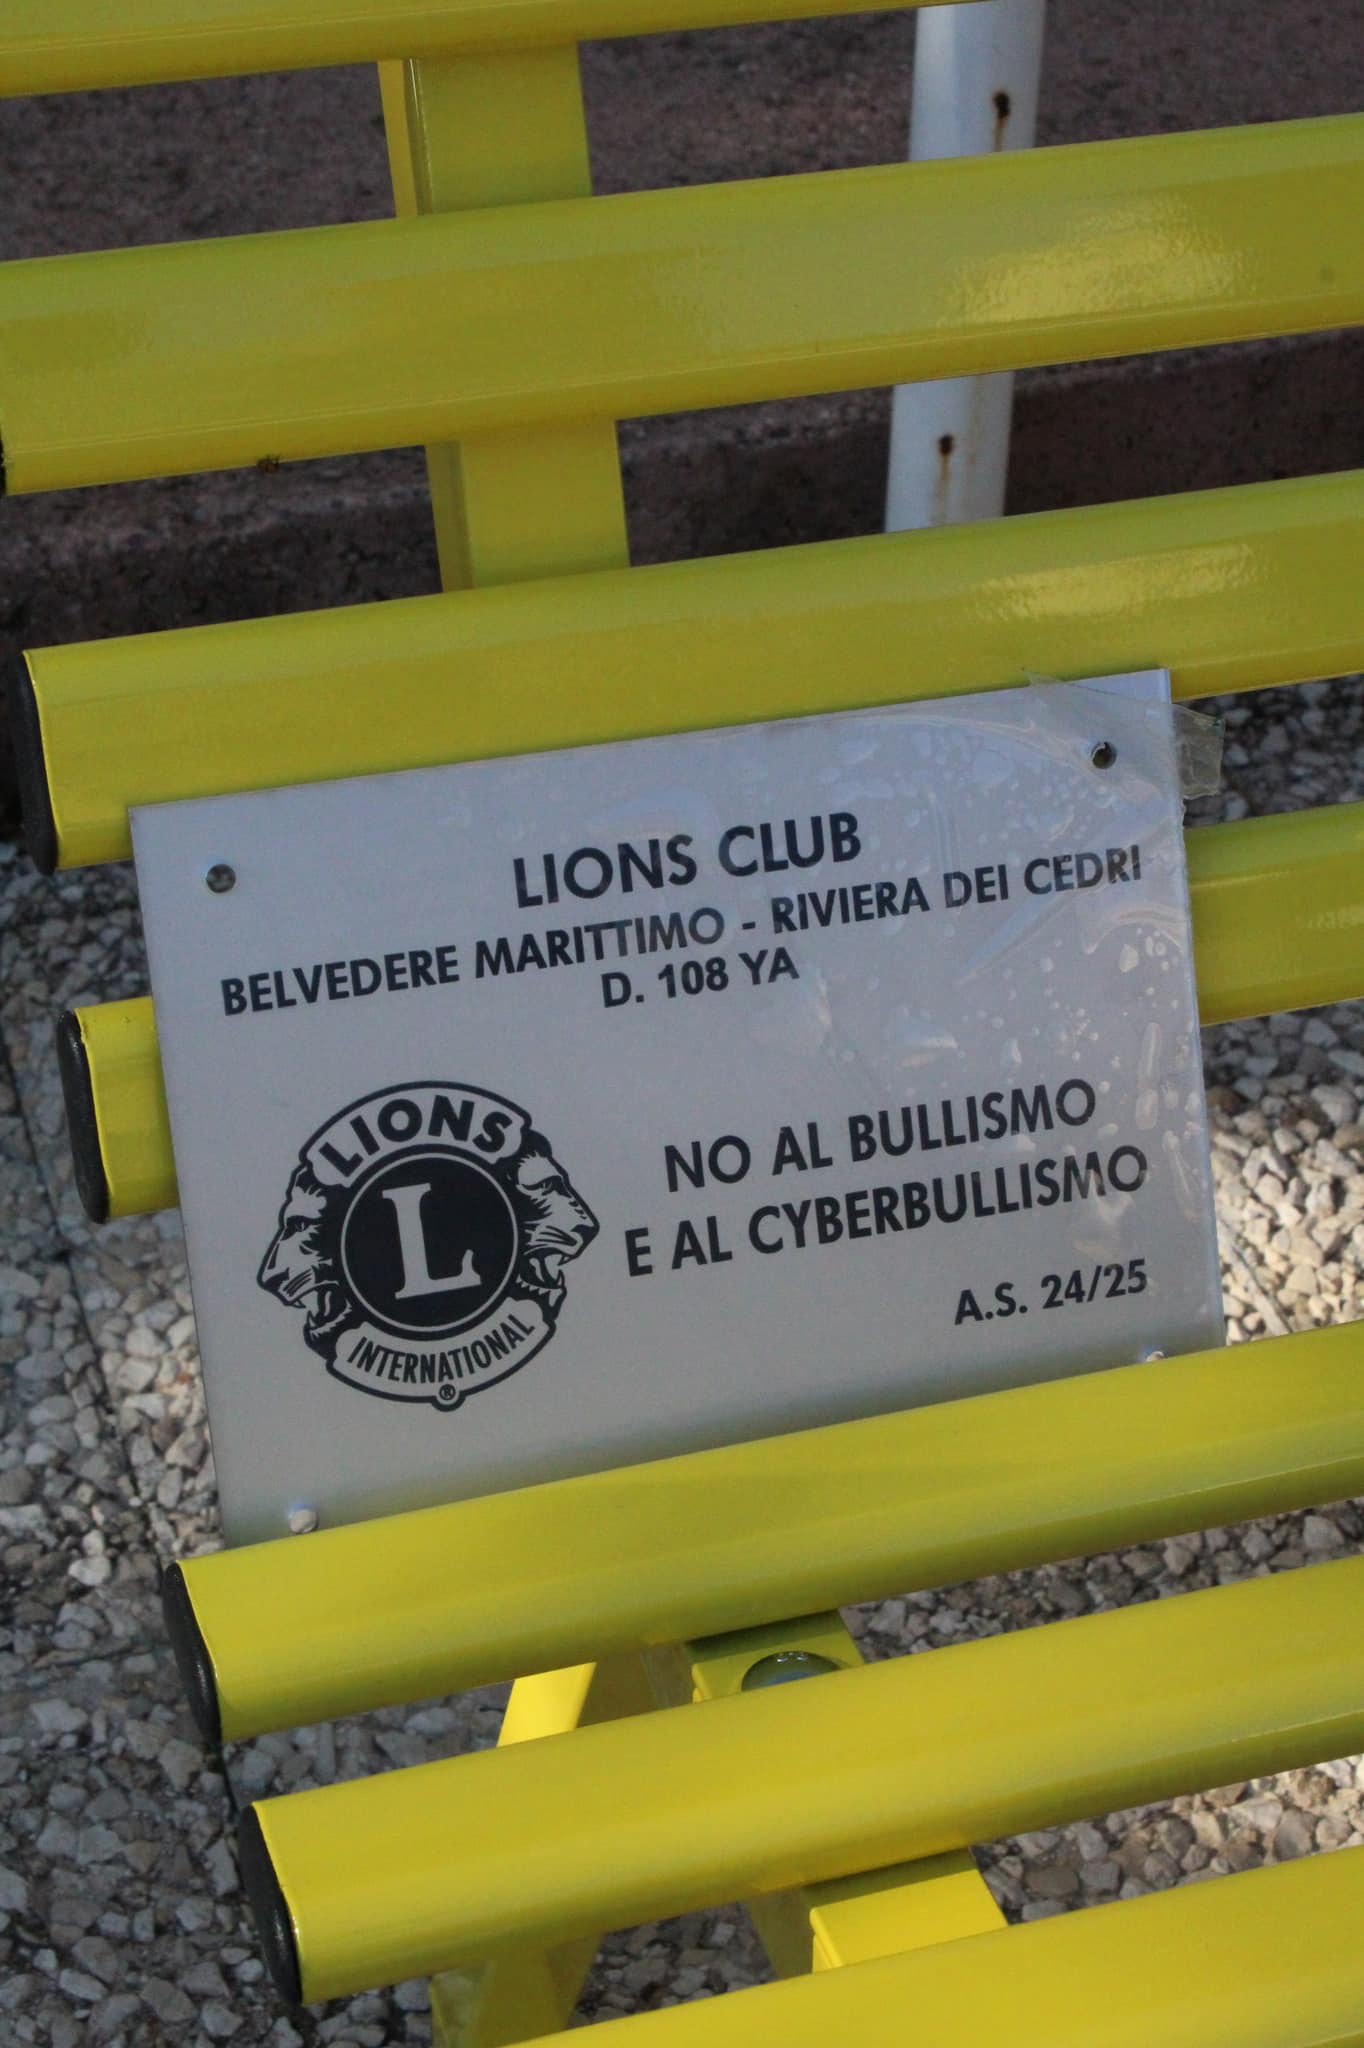 LIONS CLUB
BELVEDERE MARITTIMO - RIVIERA DEI CEDRI
D. 108 YA
LIONS
L
INTERNATIONAL
®
NO AL BULLISMO
E AL CYBERBULLISMO
A.S. 24/25